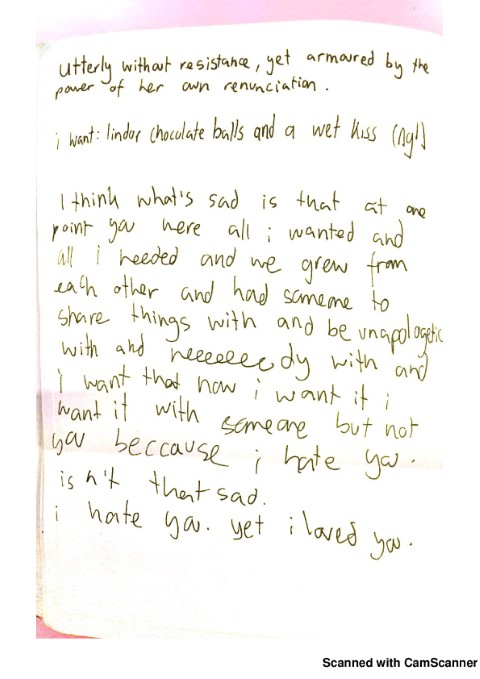 utterly without resistance, yet armoured by the
power of her own renunciation.
i want: lindor chocolate balls and a wet kiss (ngl)
I think what's sad is that at one
point you were all i wanted and
all i needed and we grew from
each other and had someone to
share things with and be unapologetic
with and neeeeeedy with and
i want that now i want it i
want it with someone but not
you beccause i hate you.
isn't that sad.
i hate you. yet i loved you.
Scanned with CamScanner